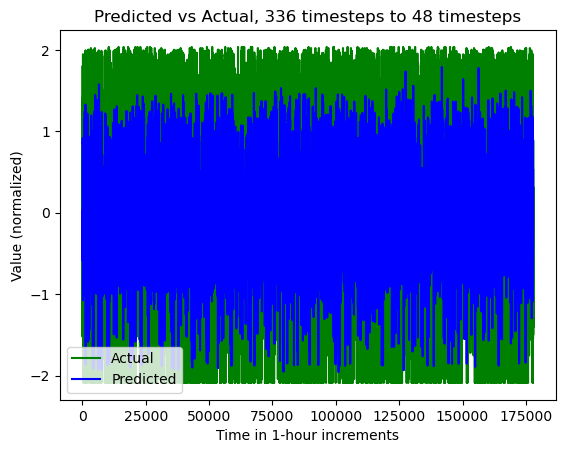 Predicted vs Actual, 336 timesteps to 48 timesteps
2
1
0
−1
−2
Value (normalized)
Actual
Predicted
0 25000 50000 75000 100000 125000 150000 175000
Time in 1-hour increments